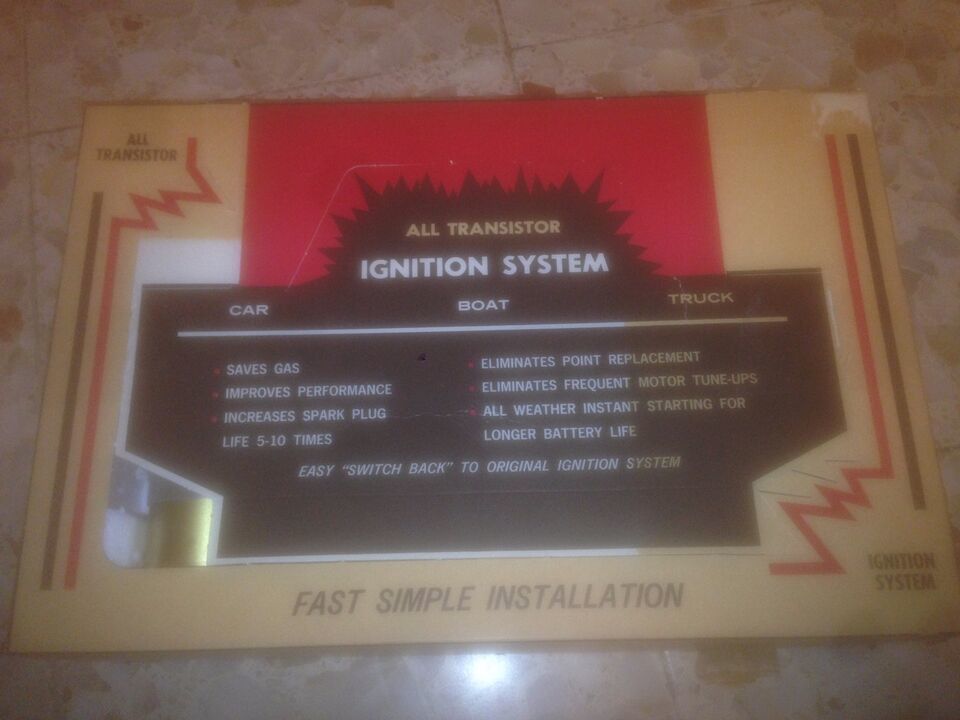 ALL
TRANSISTOR
ALL TRANSISTOR
IGNITION SYSTEM
CAR BOAT TRUCK
SAVES GAS
IMPROVES PERFORMANCE
INCREASES SPARK PLUG
LIFE 5-10 TIMES
ELIMINATES POINT REPLACEMENT
ELIMINATES FREQUENT MOTOR TUNE-UPS
ALL WEATHER INSTANT STARTING FOR
LONGER BATTERY LIFE
EASY "SWITCH BACK" TO ORIGINAL IGNITION SYSTEM
IGNITION
SYSTEM
FAST SIMPLE INSTALLATION